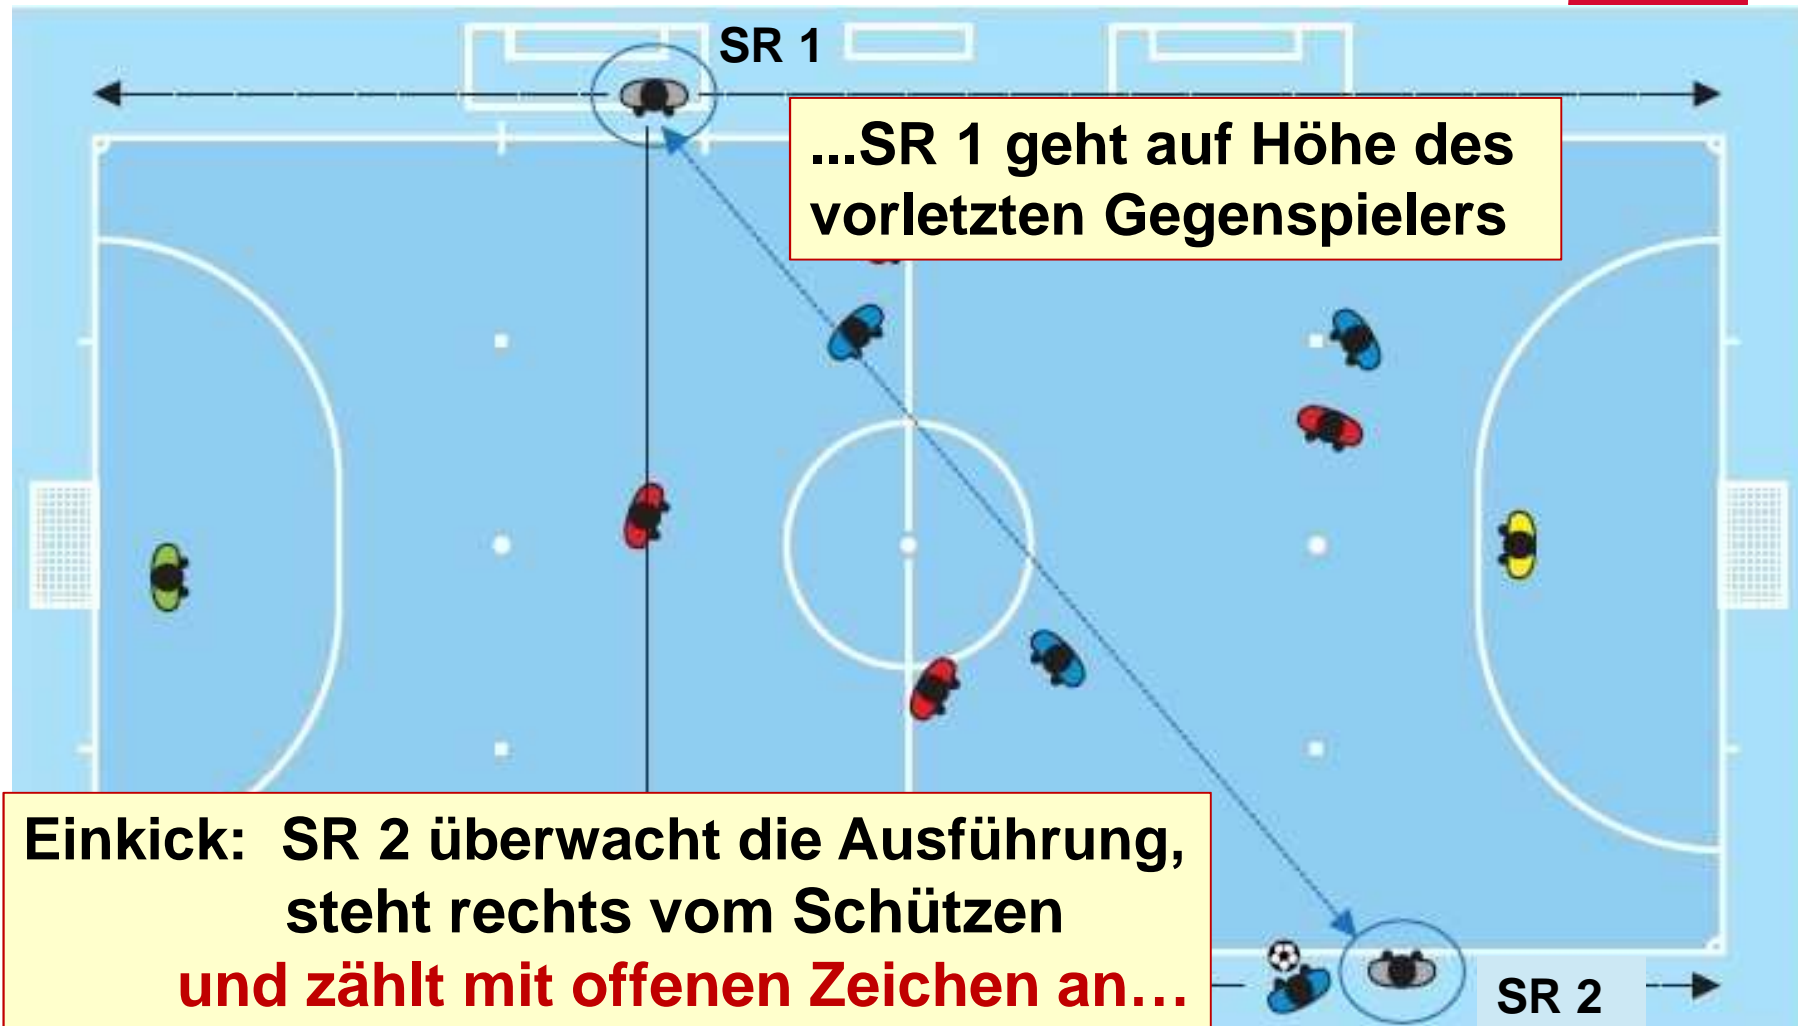 SR 1
...SR 1 geht auf Höhe des
vorletzten Gegenspielers
Einkick: SR 2 überwacht die Ausführung,
steht rechts vom Schützen
und zählt mit offenen Zeichen an…
SR 2